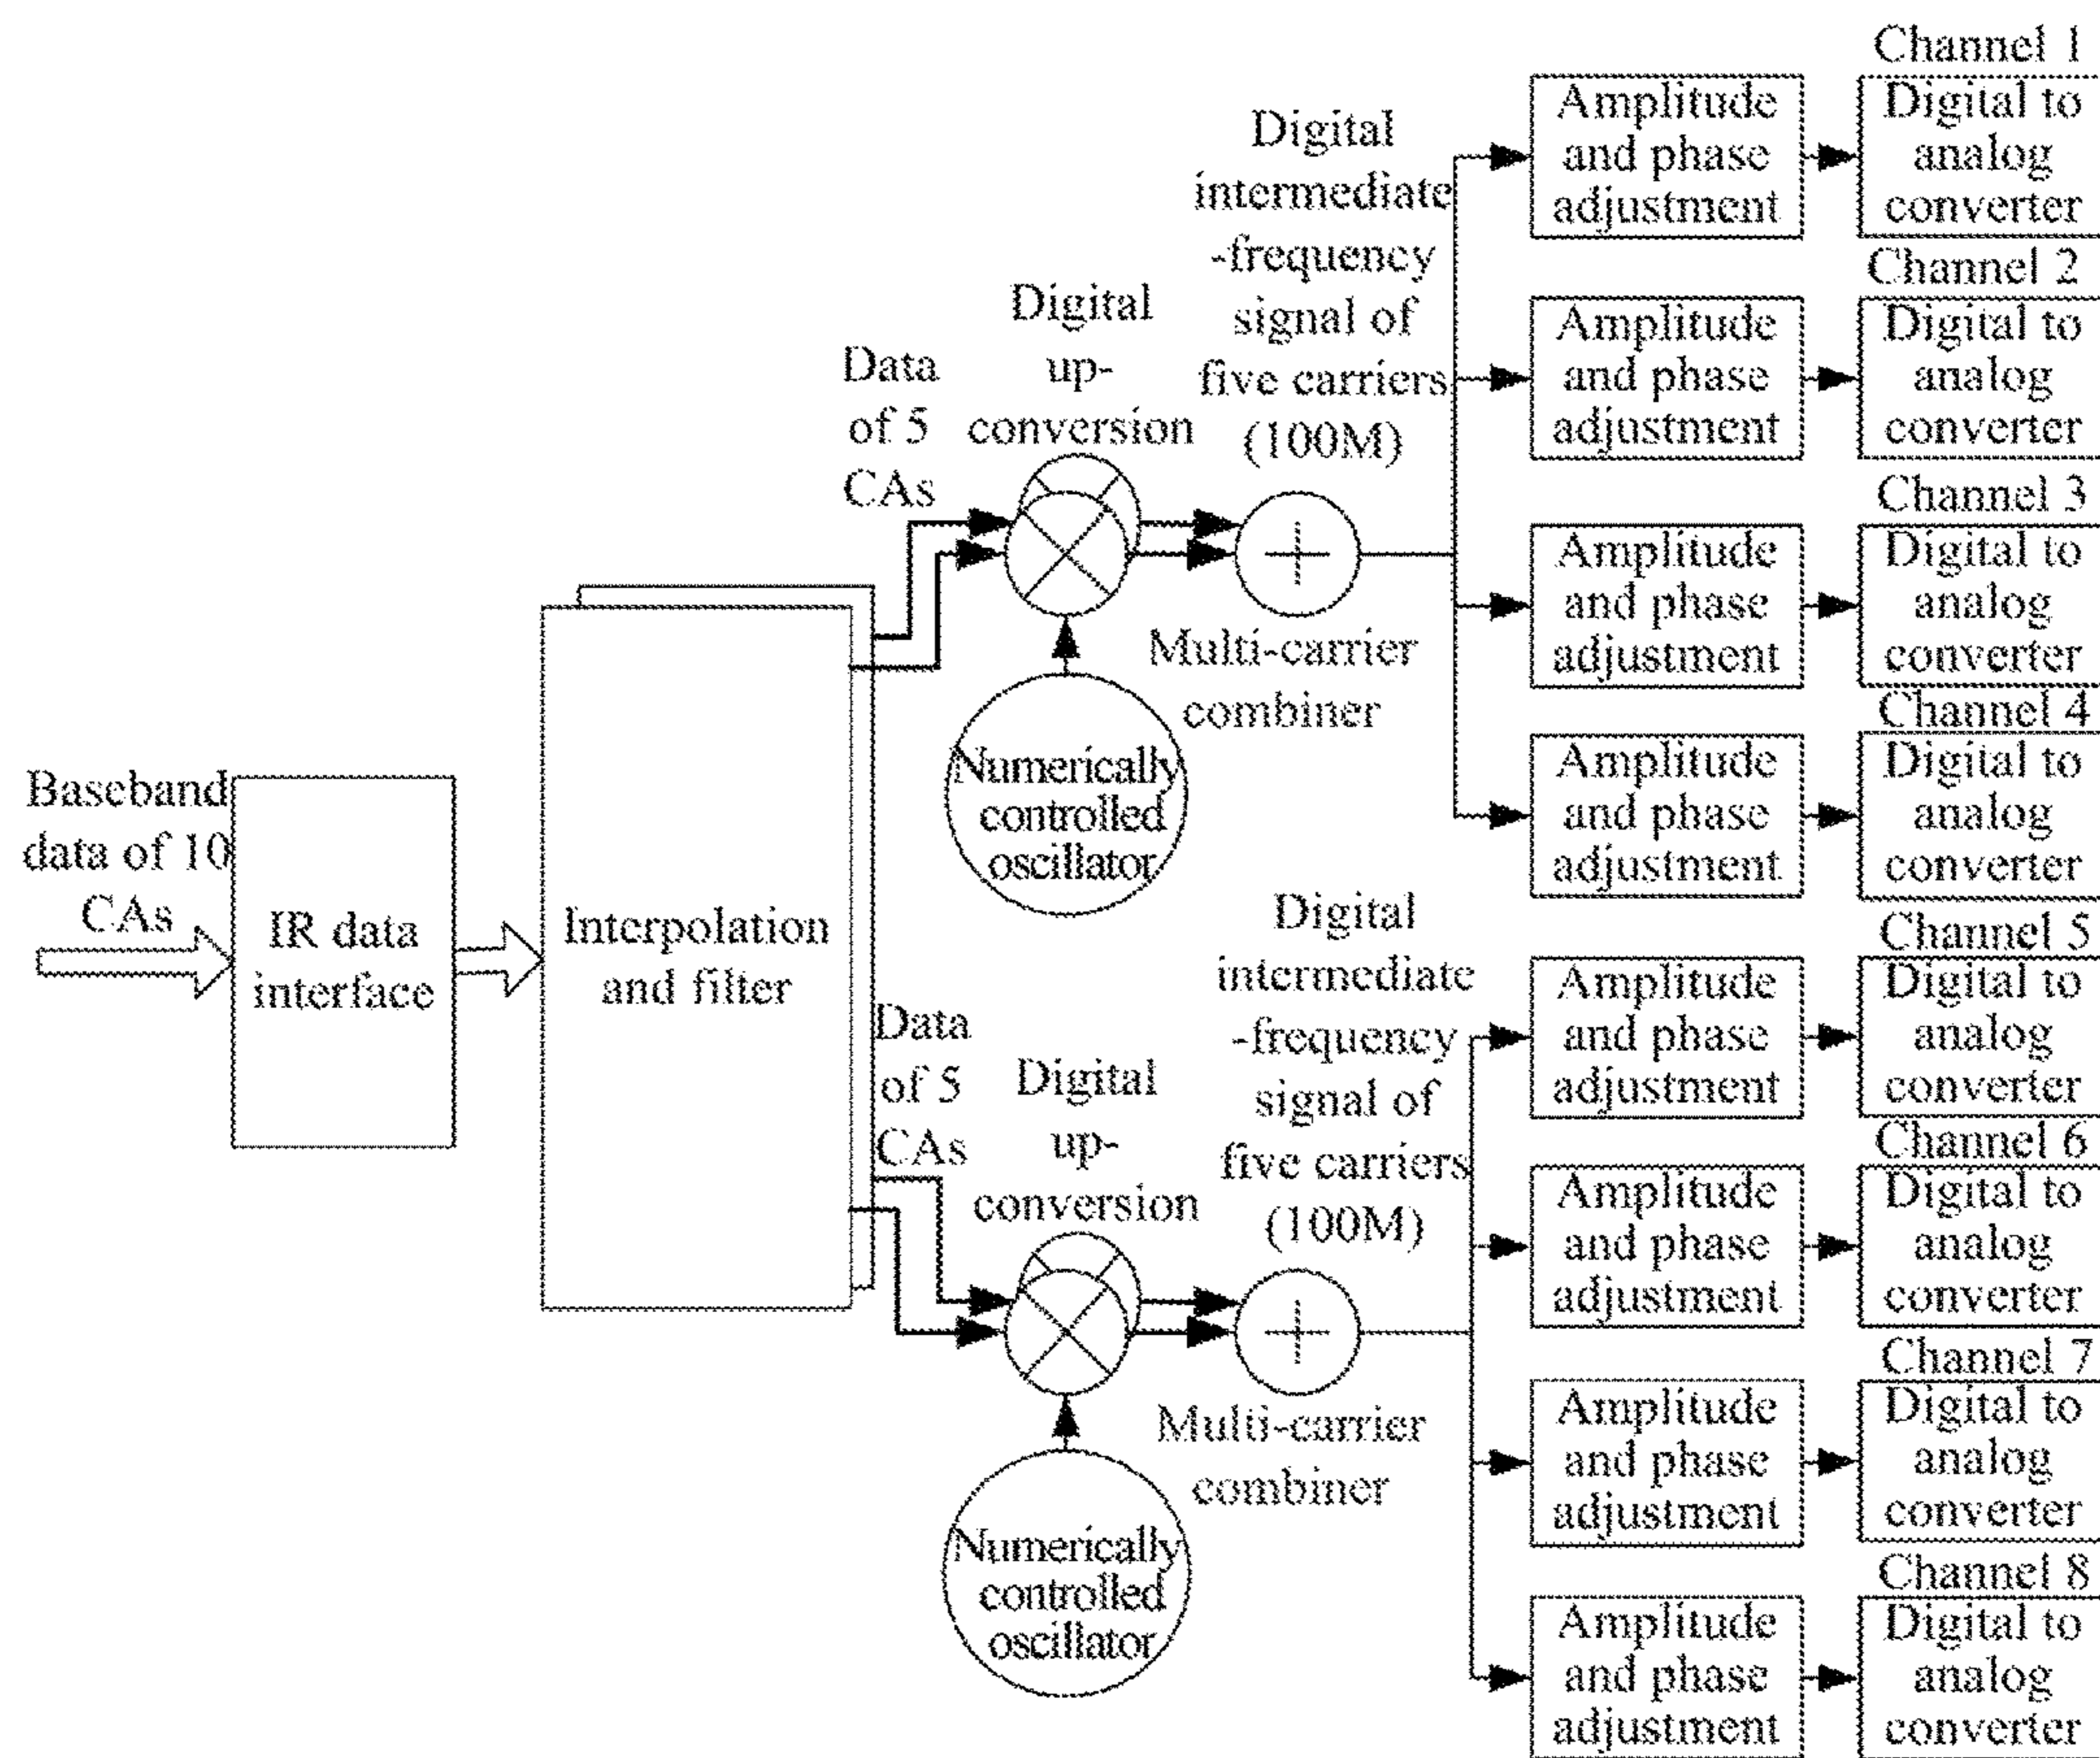 Baseband
data of 10
CAs
IR data
interface
Interpolation
and filter
Data
of 5
CAs
Digital
up-
conversion
Numerically
controlled
oscillator
Digital
intermediate
-frequency
signal of
five carriers
(100M)
Multi-carrier
combiner
Data
of 5
CAs
Digital
up-
conversion
Numerically
controlled
oscillator
Digital
intermediate
-frequency
signal of
five carriers
(100M)
Multi-carrier
combiner
Amplitude
and phase
adjustment
Channel 1
Digital to
analog
converter
Amplitude
and phase
adjustment
Channel 2
Digital to
analog
converter
Amplitude
and phase
adjustment
Channel 3
Digital to
analog
converter
Amplitude
and phase
adjustment
Channel 4
Digital to
analog
converter
Amplitude
and phase
adjustment
Channel 5
Digital to
analog
converter
Amplitude
and phase
adjustment
Channel 6
Digital to
analog
converter
Amplitude
and phase
adjustment
Channel 7
Digital to
analog
converter
Amplitude
and phase
adjustment
Channel 8
Digital to
analog
converter